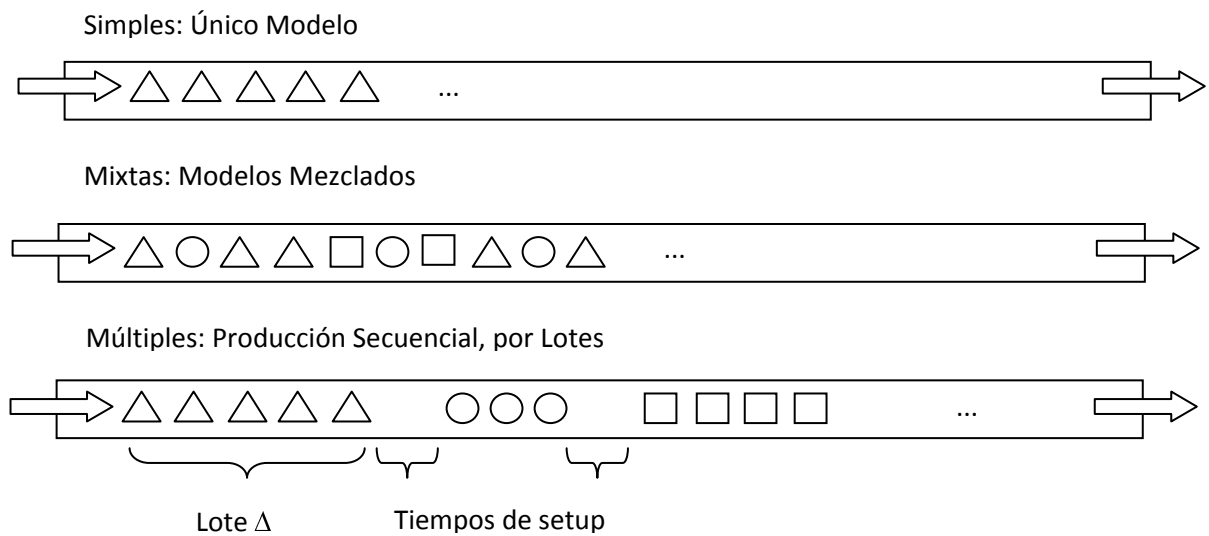 Simples: Único Modelo
...
Mixtas: Modelos Mezclados
...
Múltiples: Producción Secuencial, por Lotes
...
Lote Δ
Tiempos de setup